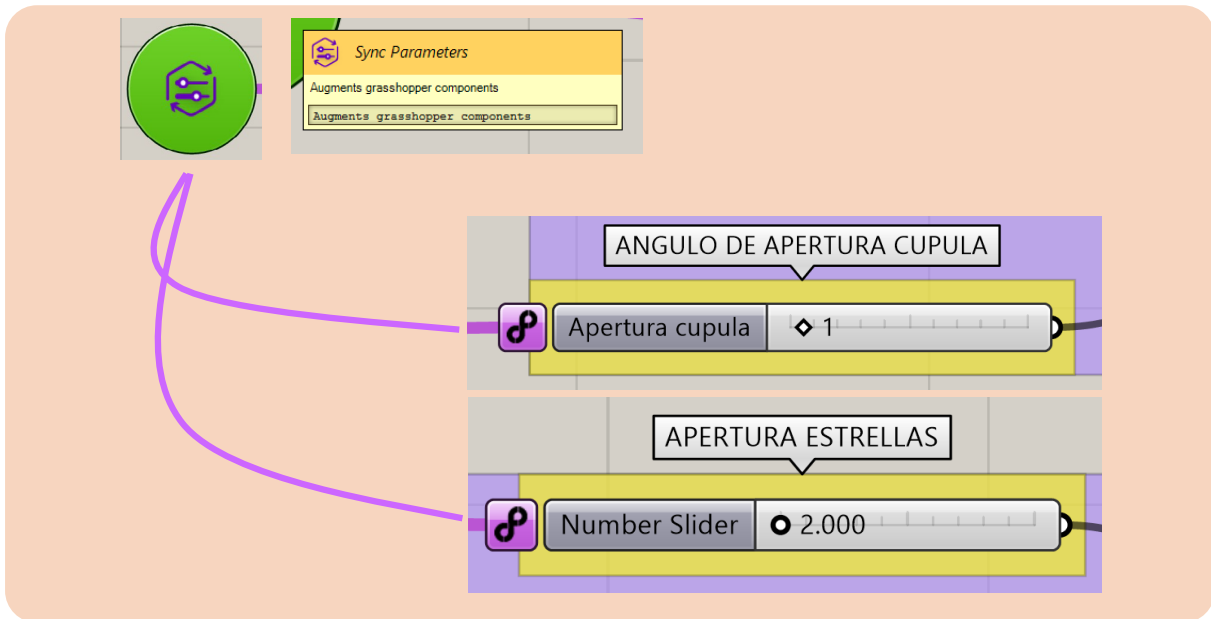 Sync Parameters
Augments grasshopper components
Augments grasshopper components
ANGULO DE APERTURA CUPULA
Apertura cupula 1
APERTURA ESTRELLAS
Number Slider 2.000